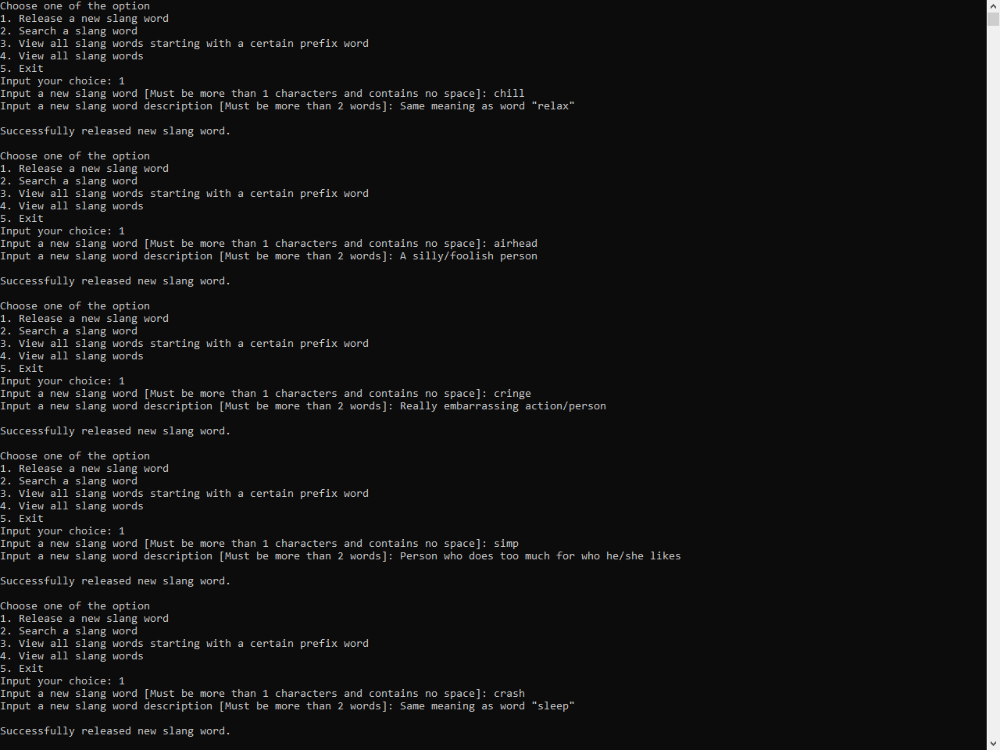 Choose one of the option
1. Release a new slang word
2. Search a slang word
3. View all slang words starting with a certain prefix word
4. View all slang words
5. Exit
Input your choice: 1
Input a new slang word [Must be more than 1 characters and contains no space]: chill
Input a new slang word description [Must be more than 2 words]: Same meaning as word "relax"

Successfully released new slang word.

Choose one of the option
1. Release a new slang word
2. Search a slang word
3. View all slang words starting with a certain prefix word
4. View all slang words
5. Exit
Input your choice: 1
Input a new slang word [Must be more than 1 characters and contains no space]: airhead
Input a new slang word description [Must be more than 2 words]: A silly/foolish person

Successfully released new slang word.

Choose one of the option
1. Release a new slang word
2. Search a slang word
3. View all slang words starting with a certain prefix word
4. View all slang words
5. Exit
Input your choice: 1
Input a new slang word [Must be more than 1 characters and contains no space]: cringe
Input a new slang word description [Must be more than 2 words]: Really embarrassing action/person

Successfully released new slang word.

Choose one of the option
1. Release a new slang word
2. Search a slang word
3. View all slang words starting with a certain prefix word
4. View all slang words
5. Exit
Input your choice: 1
Input a new slang word [Must be more than 1 characters and contains no space]: simp
Input a new slang word description [Must be more than 2 words]: Person who does too much for who he/she likes

Successfully released new slang word.

Choose one of the option
1. Release a new slang word
2. Search a slang word
3. View all slang words starting with a certain prefix word
4. View all slang words
5. Exit
Input your choice: 1
Input a new slang word [Must be more than 1 characters and contains no space]: crash
Input a new slang word description [Must be more than 2 words]: Same meaning as word "sleep"

Successfully released new slang word.